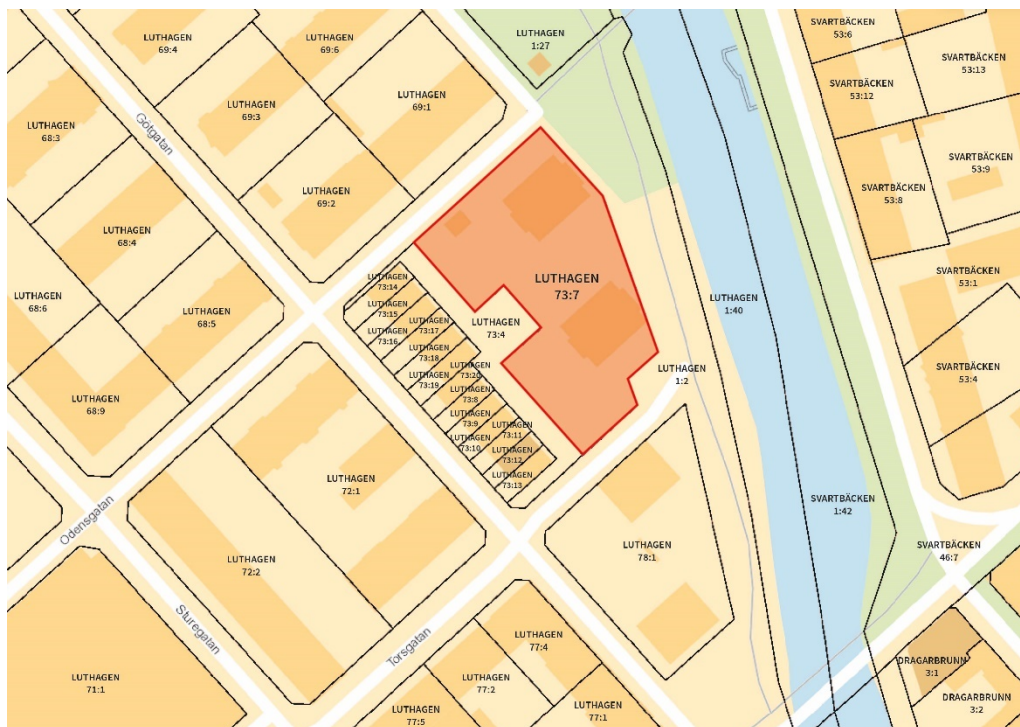 LUTHAGEN
69:4
LUTHAGEN
69:6
LUTHAGEN
1:27
SVARTBÄCKEN
53:6
SVARTBÄCKEN
53:13
SVARTBÄCKEN
53:12
LUTHAGEN
69:1
LUTHAGEN
69:3
LUTHAGEN
68:3
Götgatan
SVARTBÄCKEN
53:9
SVARTBÄCKEN
53:8
LUTHAGEN
69:2
LUTHAGEN
68:4
LUTHAGEN
73:7
SVARTBÄCKEN
53:1
LUTHAGEN
73:14
LUTHAGEN
68:6
LUTHAGEN
1:40
LUTHAGEN
73:15
LUTHAGEN
68:5
LUTHAGEN
73:17
LUTHAGEN
73:4
LUTHAGEN
73:16
LUTHAGEN
73:18
LUTHAGEN
73:20
LUTHAGEN
1:2
SVARTBÄCKEN
53:4
LUTHAGEN
73:19
LUTHAGEN
73:8
LUTHAGEN
68:9
LUTHAGEN
73:9
LUTHAGEN
73:11
LUTHAGEN
73:10
LUTHAGEN
73:12
LUTHAGEN
73:13
LUTHAGEN
72:1
SVARTBÄCKEN
1:42
Odensgatan
LUTHAGEN
78:1
SVARTBÄCKEN
46:7
LUTHAGEN
72:2
Sturegatan
Torsgatan
LUTHAGEN
77:4
DRAGARBRUNN
3:1
LUTHAGEN
71:1
LUTHAGEN
77:2
DRAGARBRUNN
3:2
LUTHAGEN
77:5
LUTHAGEN
77:1